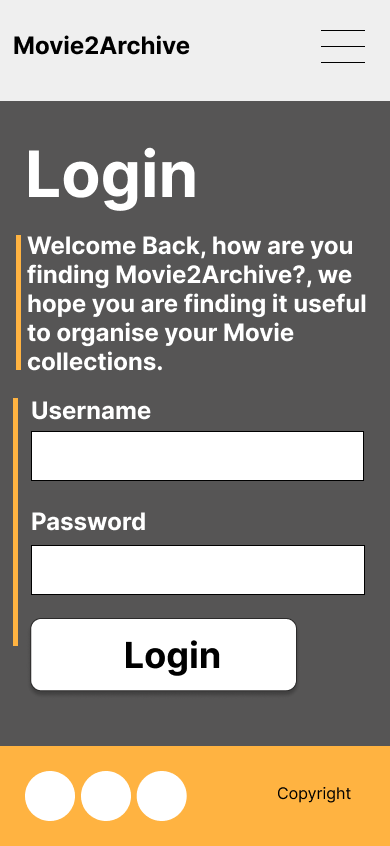 Movie2Archive
Login
Welcome Back, how are you
finding Movie2Archive?, we
hope you are finding it useful
to organise your Movie
collections.
Username
Password
Login
Copyright